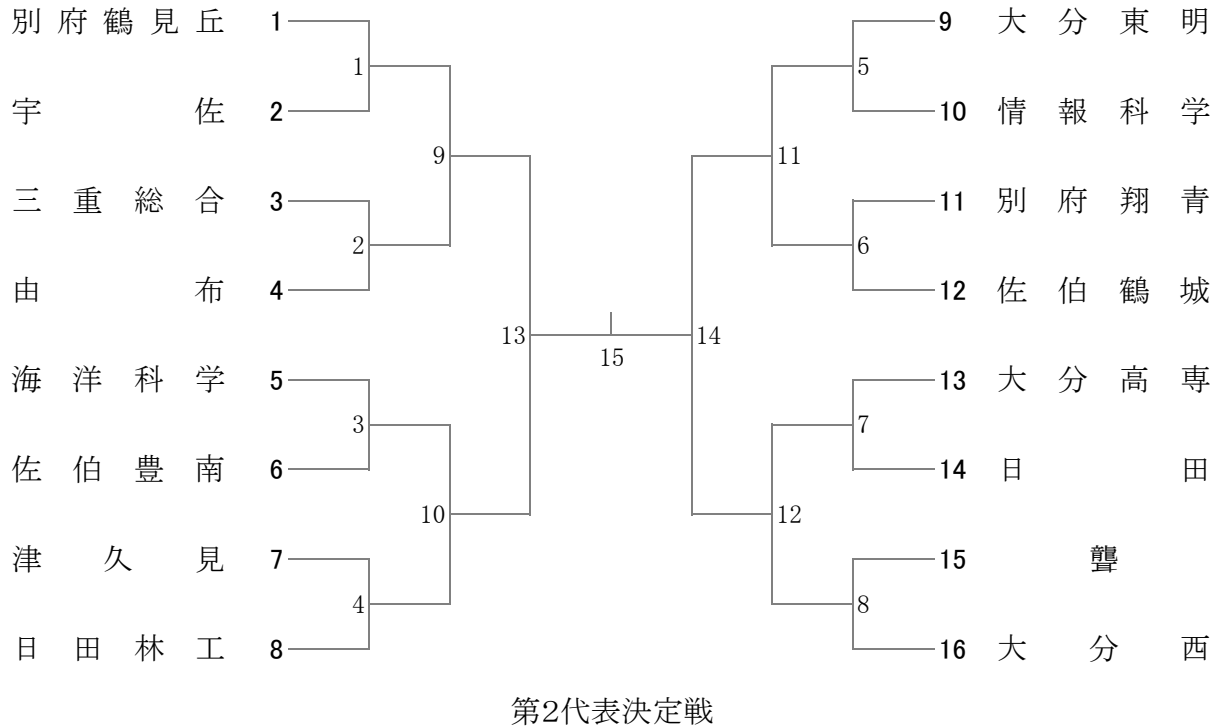 別府鶴見丘 1
1
宇佐 2
9
三重総合 3
2
由布 4
13
海洋科学 5
3
佐伯豊南 6
10
津久見 7
4
日田林工 8
15
9 大分東明
5
10 情報科学
11
11 別府翔青
6
12 佐伯鶴城
14
13 大分高専
7
14 日田
12
15 聾
8
16 大分西
第2代表決定戦